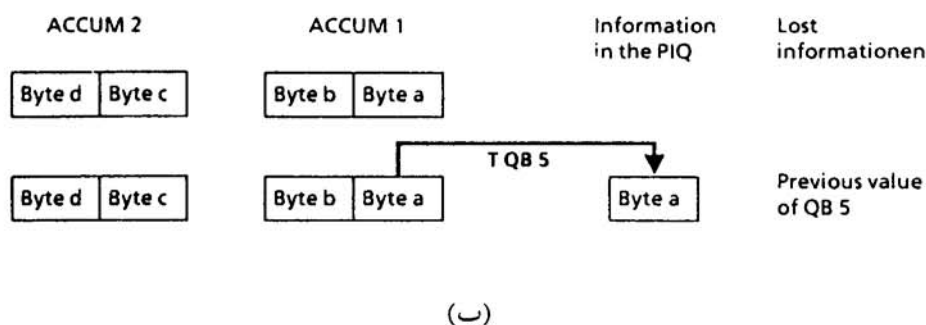 ACCUM 2 ACCUM 1 Information Lost
in the PIQ informationen
Byte d Byte c Byte b Byte a
T QB 5
Byte d Byte c Byte b Byte a Byte a Previous value
of QB 5
(ب)